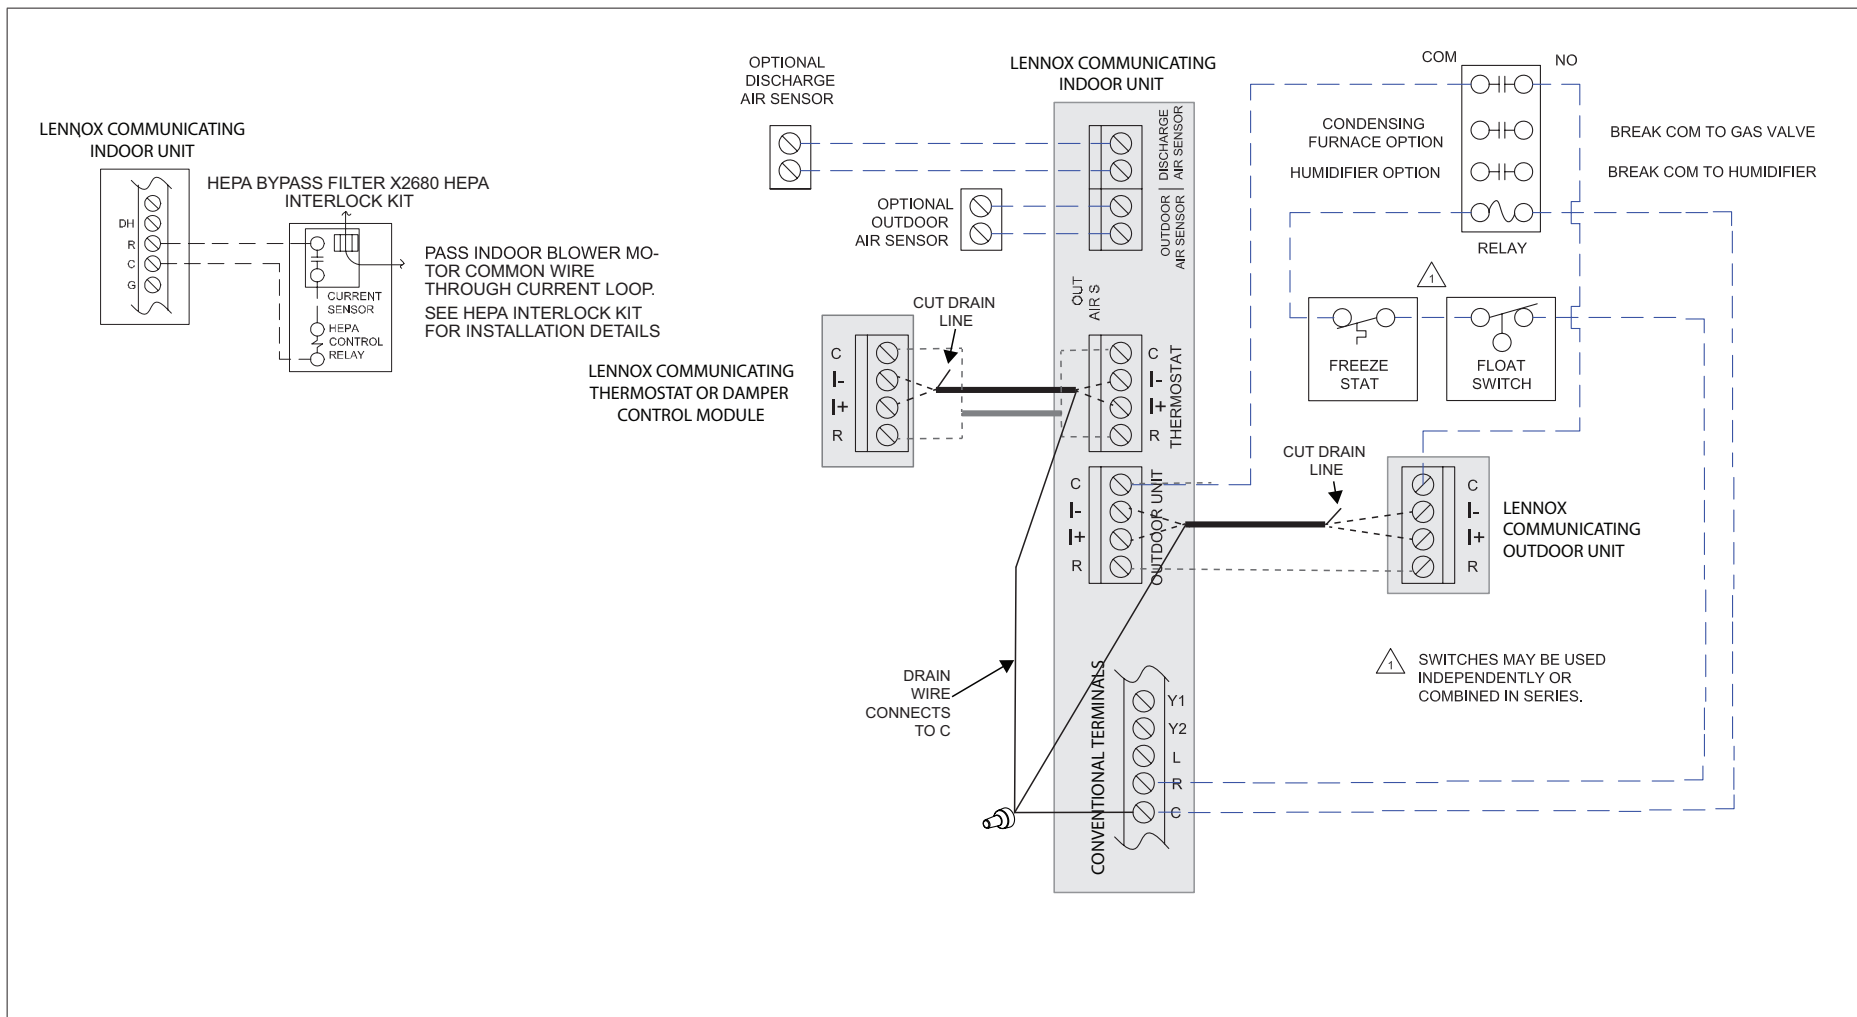 LENNOX COMMUNICATING
INDOOR UNIT
DH
R
C
G
HEPA BYPASS FILTER X2680 HEPA
INTERLOCK KIT
CURRENT
SENSOR
HEPA
CONTROL
RELAY
PASS INDOOR BLOWER MO-
TOR COMMON WIRE
THROUGH CURRENT LOOP.
SEE HEPA INTERLOCK KIT
FOR INSTALLATION DETAILS
OPTIONAL
DISCHARGE
AIR SENSOR
LENNOX COMMUNICATING
INDOOR UNIT
DISCHARGE
AIR SENSOR
OPTIONAL
OUTDOOR
AIR SENSOR
OUTDOOR
AIR SENSOR
OUT
AIR S
CUT DRAIN
LINE
LENNOX COMMUNICATING
THERMOSTAT OR DAMPER
CONTROL MODULE
C
I-
I+
R
C
I-
I+
R
THERMOSTAT
C
I-
I+
R
OUTDOOR UNIT
DRAIN
WIRE
CONNECTS
TO C
CONVENTIONAL TERMINALS
Y1
Y2
L
R
C
COM
NO
CONDENSING
FURNACE OPTION
BREAK COM TO GAS VALVE
HUMIDIFIER OPTION
BREAK COM TO HUMIDIFIER
RELAY
1
FREEZE
STAT
FLOAT
SWITCH
CUT DRAIN
LINE
C
I-
I+
R
LENNOX
COMMUNICATING
OUTDOOR UNIT
1
SWITCHES MAY BE USED
INDEPENDENTLY OR
COMBINED IN SERIES.